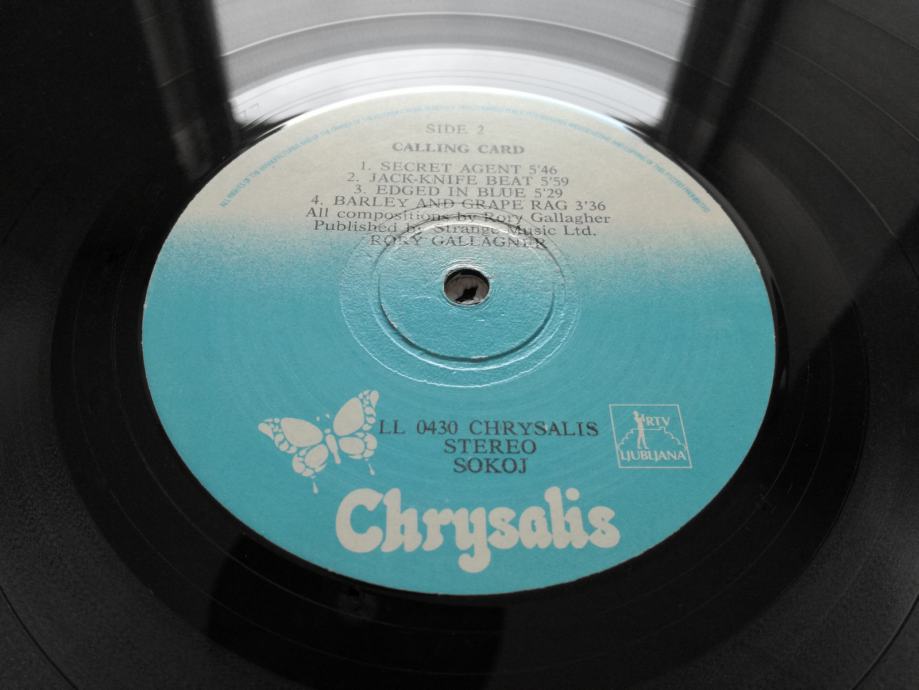 SIDE 2
CALLING CARD
1. SECRET AGENT 5'46
2. JACK-KNIFE BEAT 5'59
3. EDGED IN BLUE 5'29
4. BARLEY AND GRAPE RAG 3'36
All compositions by Rory Gallagher
Published by Strange Music Ltd.
RORY GALLAGHER
LL 0430 CHRYSALIS
STEREO
SOKOJ
RTV
LJUBLJANA
Chrysalis